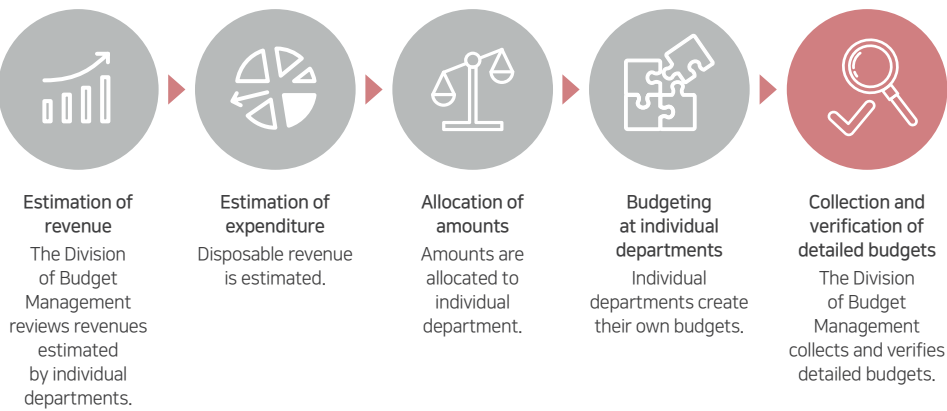 Estimation of
revenue
The Division
of Budget
Management
reviews revenues
estimated
by individual
departments.
Estimation of
expenditure
Disposable revenue
is estimated.
Allocation of
amounts
Amounts are
allocated to
individual
department.
Budgeting
at individual
departments
Individual
departments create
their own budgets.
Collection and
verification of
detailed budgets
The Division
of Budget
Management
collects and verifies
detailed budgets.